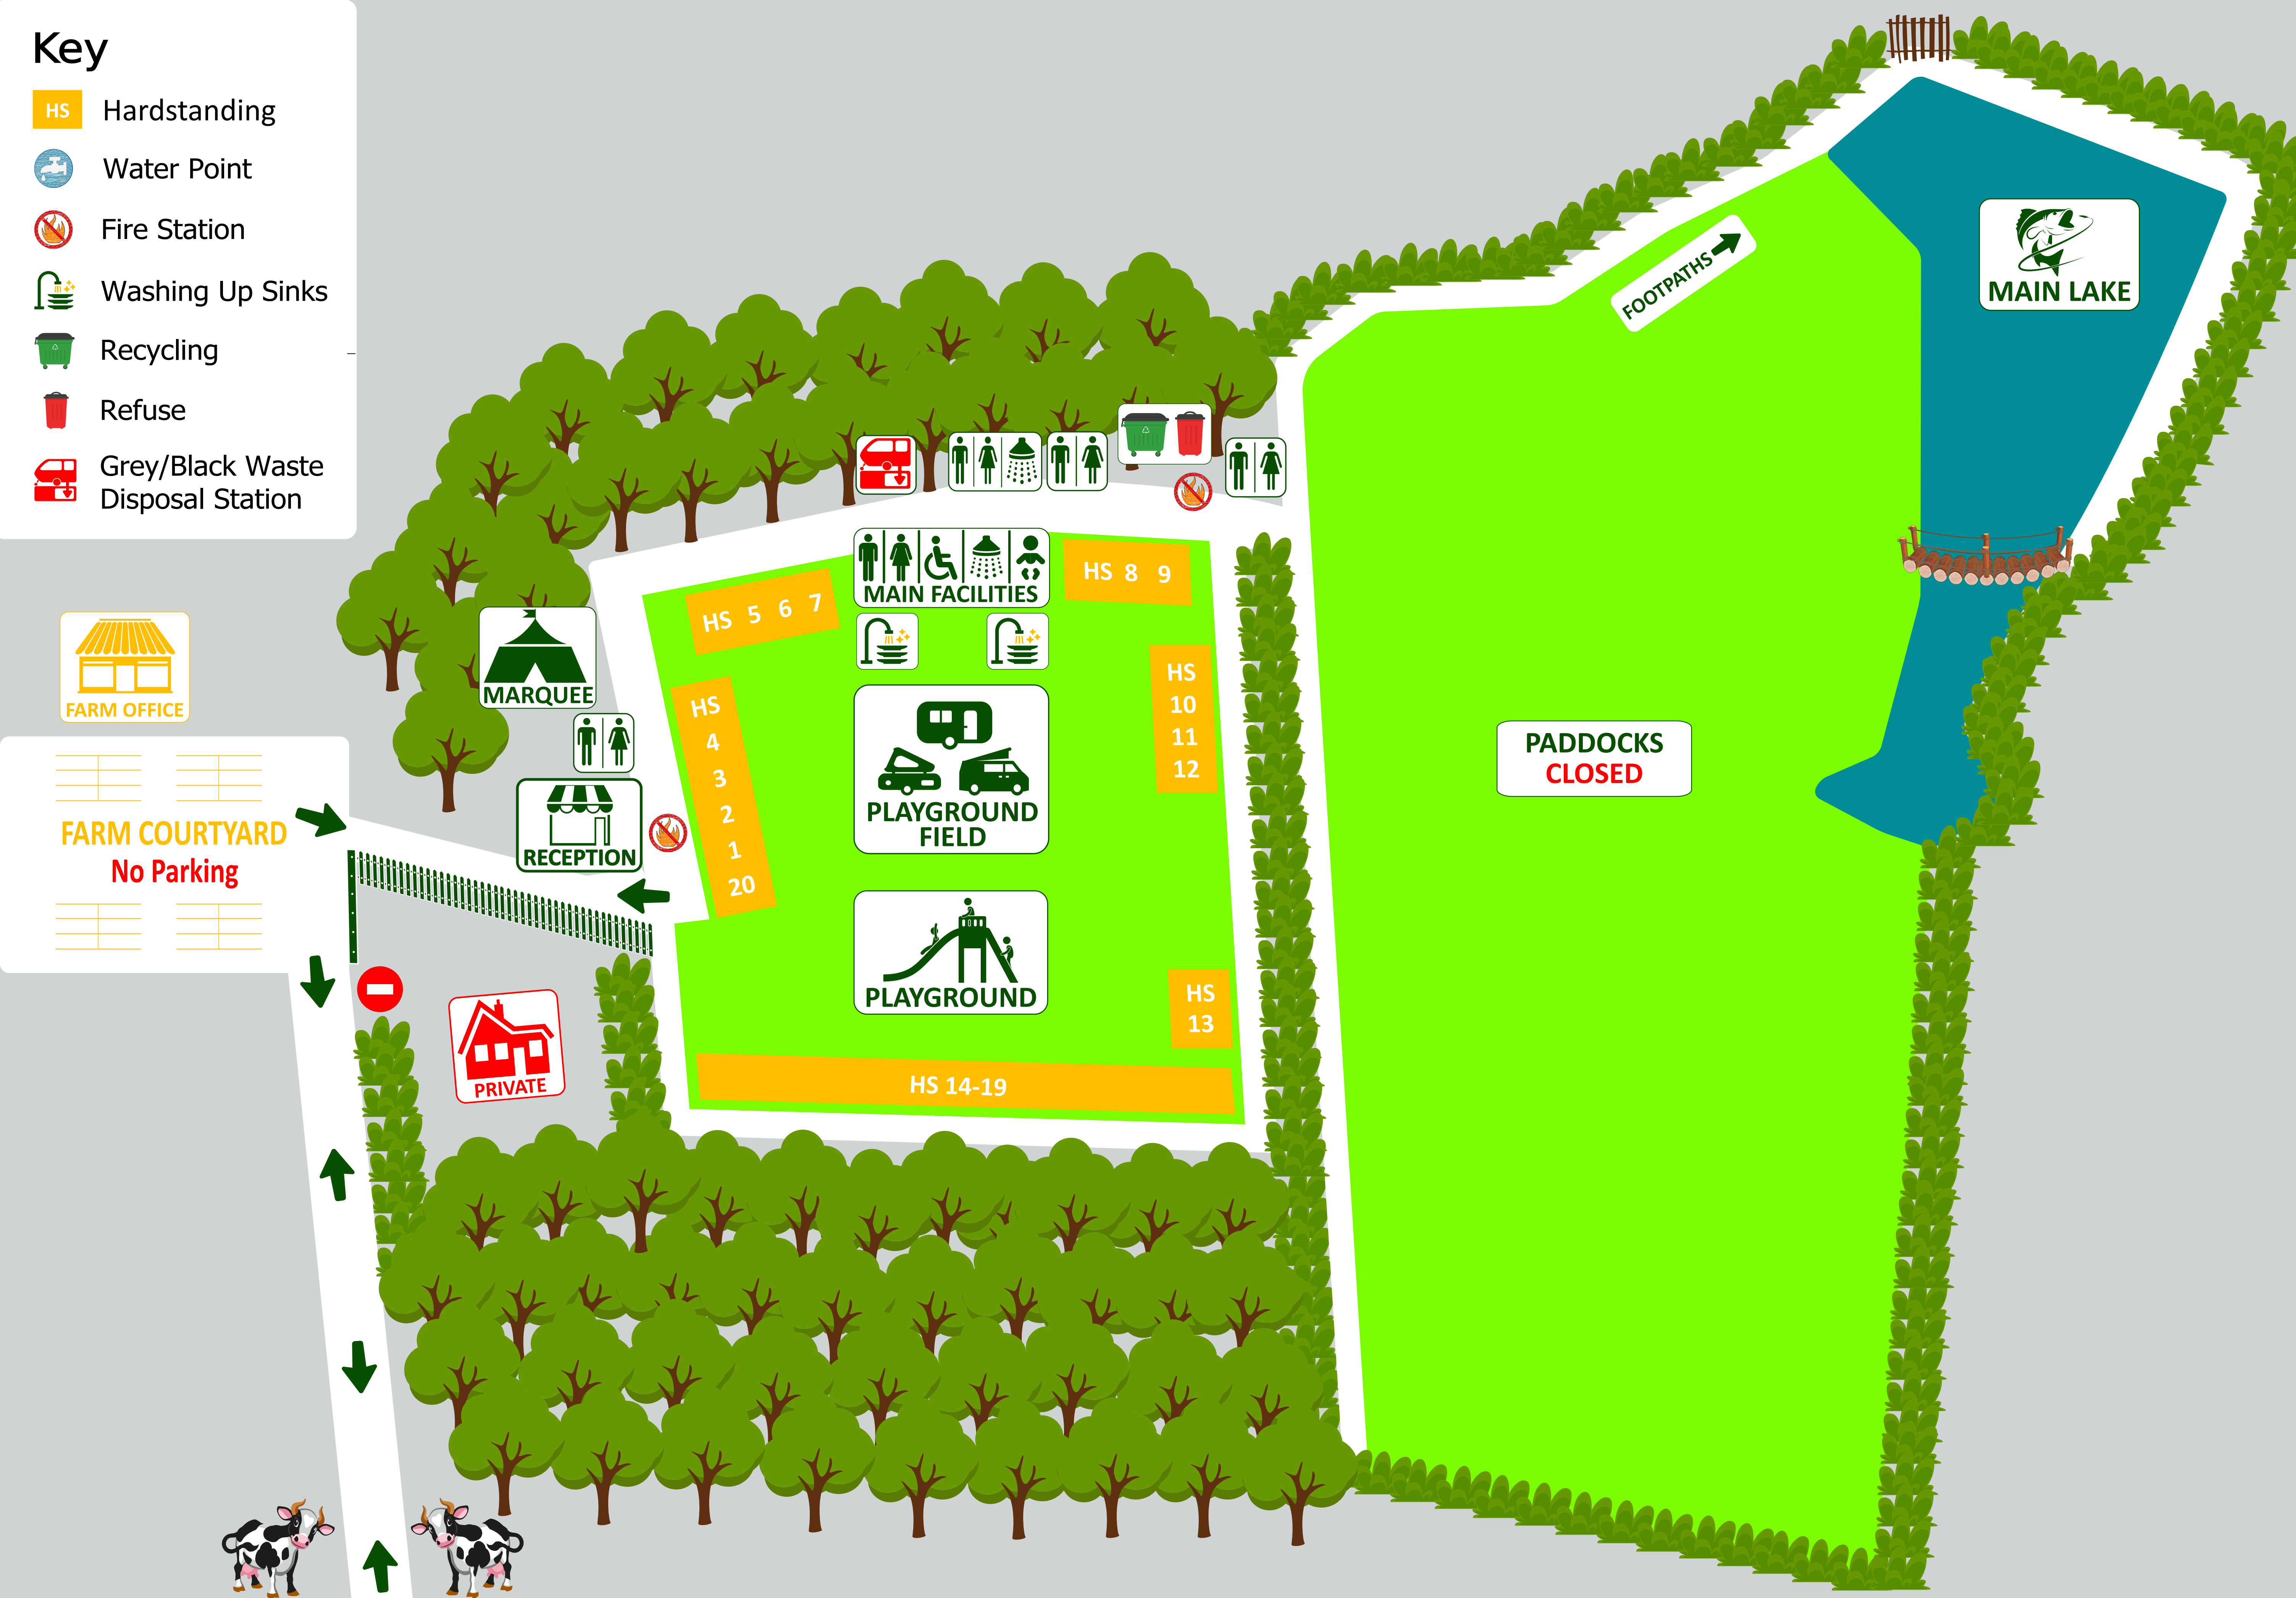 Key
HS Hardstanding
Water Point
Fire Station
Washing Up Sinks
Recycling
Refuse
Grey/Black Waste
Disposal Station
FOOTPATHS
MAIN LAKE
MAIN FACILITIES
HS 8 9
HS 5 6 7
MARQUEE
FARM OFFICE
HS
4
3
2
1
20
HS
10
11
12
PLAYGROUND
FIELD
PADDOCKS
CLOSED
FARM COURTYARD
No Parking
RECEPTION
PLAYGROUND
HS
13
PRIVATE
HS 14-19